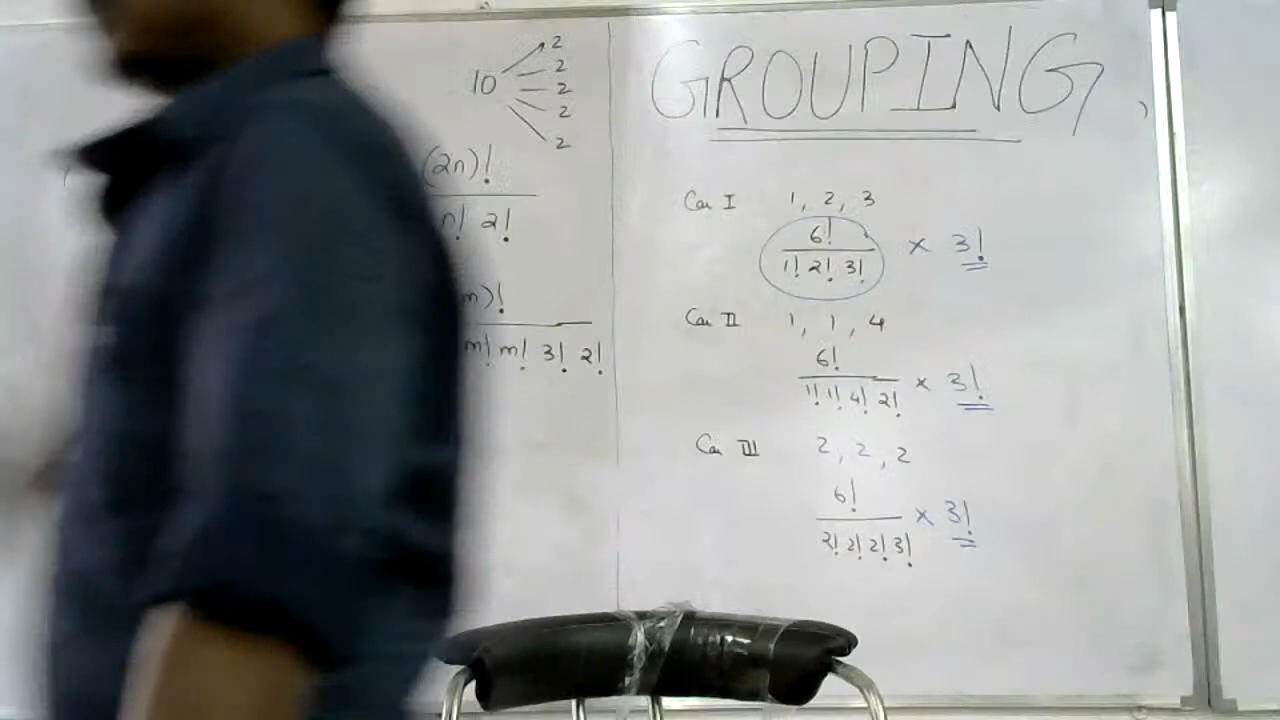 10
2
2
2
2
2
(2n)!
n! 2!
m)!
m! m! 3! 2!
GROUPING
Case I 1, 2, 3
6!
1! 2! 3!
× 3!
Case II 1, 1, 4
6!
1! 1! 4! 2!
× 3!
Case III 2, 2, 2
6!
2! 2! 2! 3!
× 3!